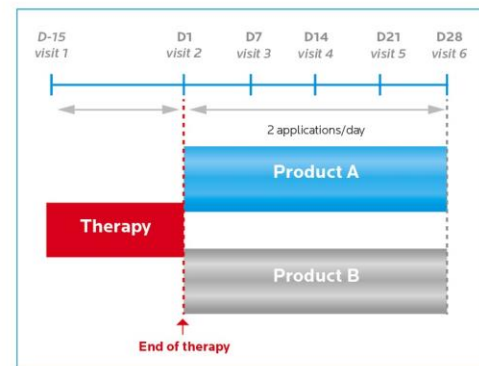 D-15 D1 D7 D14 D21 D28
visit 1 visit 2 visit 3 visit 4 visit 5 visit 6
2 applications/day
Product A
Therapy
Product B
End of therapy